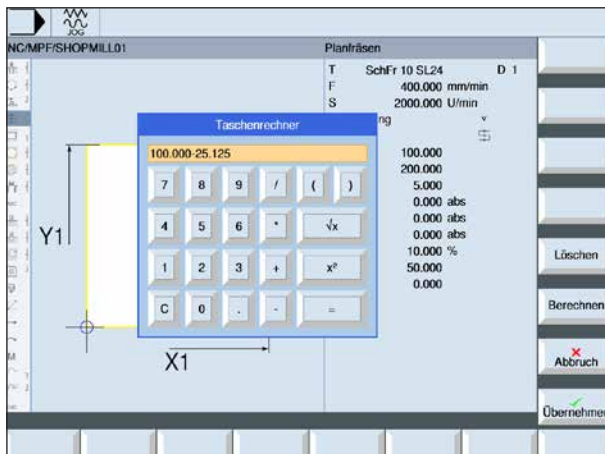 JOG
NC/MPF/SHOPMILL01
Planfräsen
T SchFr 10 SL24 D 1
F 400.000 mm/min
S 2000.000 U/min
ng
Taschenrechner
100.000-25.125
7 8 9 / ( )
4 5 6 * √x
1 2 3 + x²
C 0 . - =
100.000
200.000
5.000
0.000 abs
0.000 abs
0.000 abs
10.000 %
50.000
0.000
Y1
X1
Löschen
Berechnen
Abbruch
Übernehmen